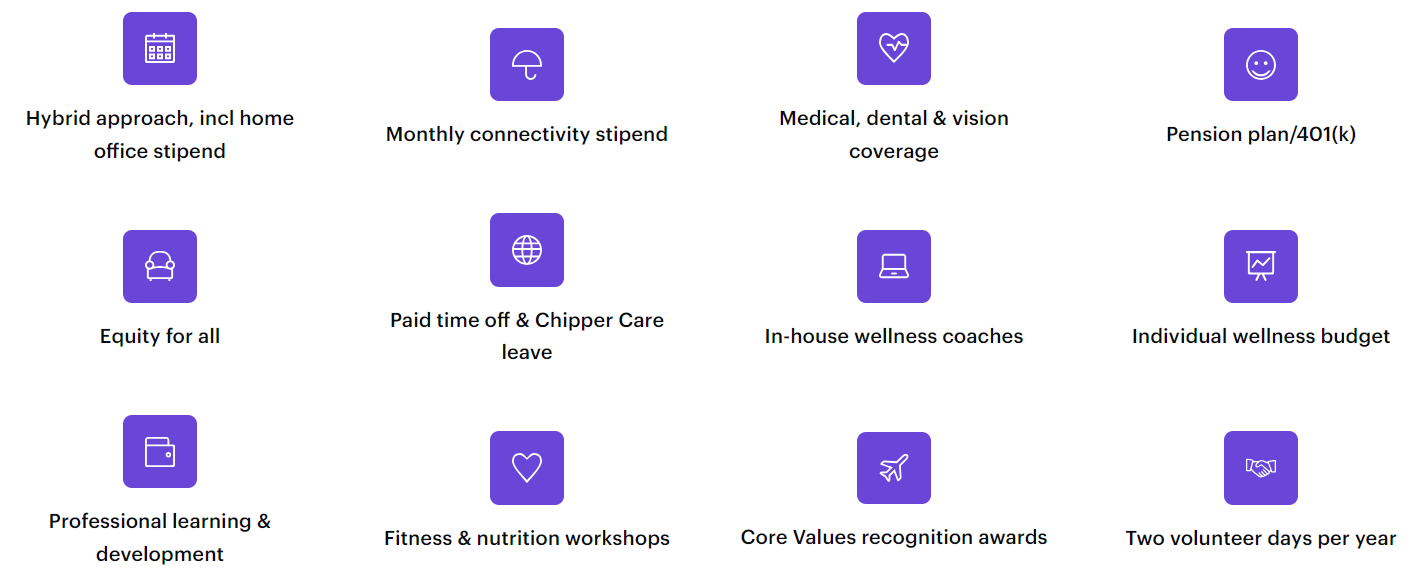 Hybrid approach, incl home
office stipend
Monthly connectivity stipend
Medical, dental & vision
coverage
Pension plan/401(k)
Equity for all
Paid time off & Chipper Care
leave
In-house wellness coaches
Individual wellness budget
Professional learning &
development
Fitness & nutrition workshops
Core Values recognition awards
Two volunteer days per year